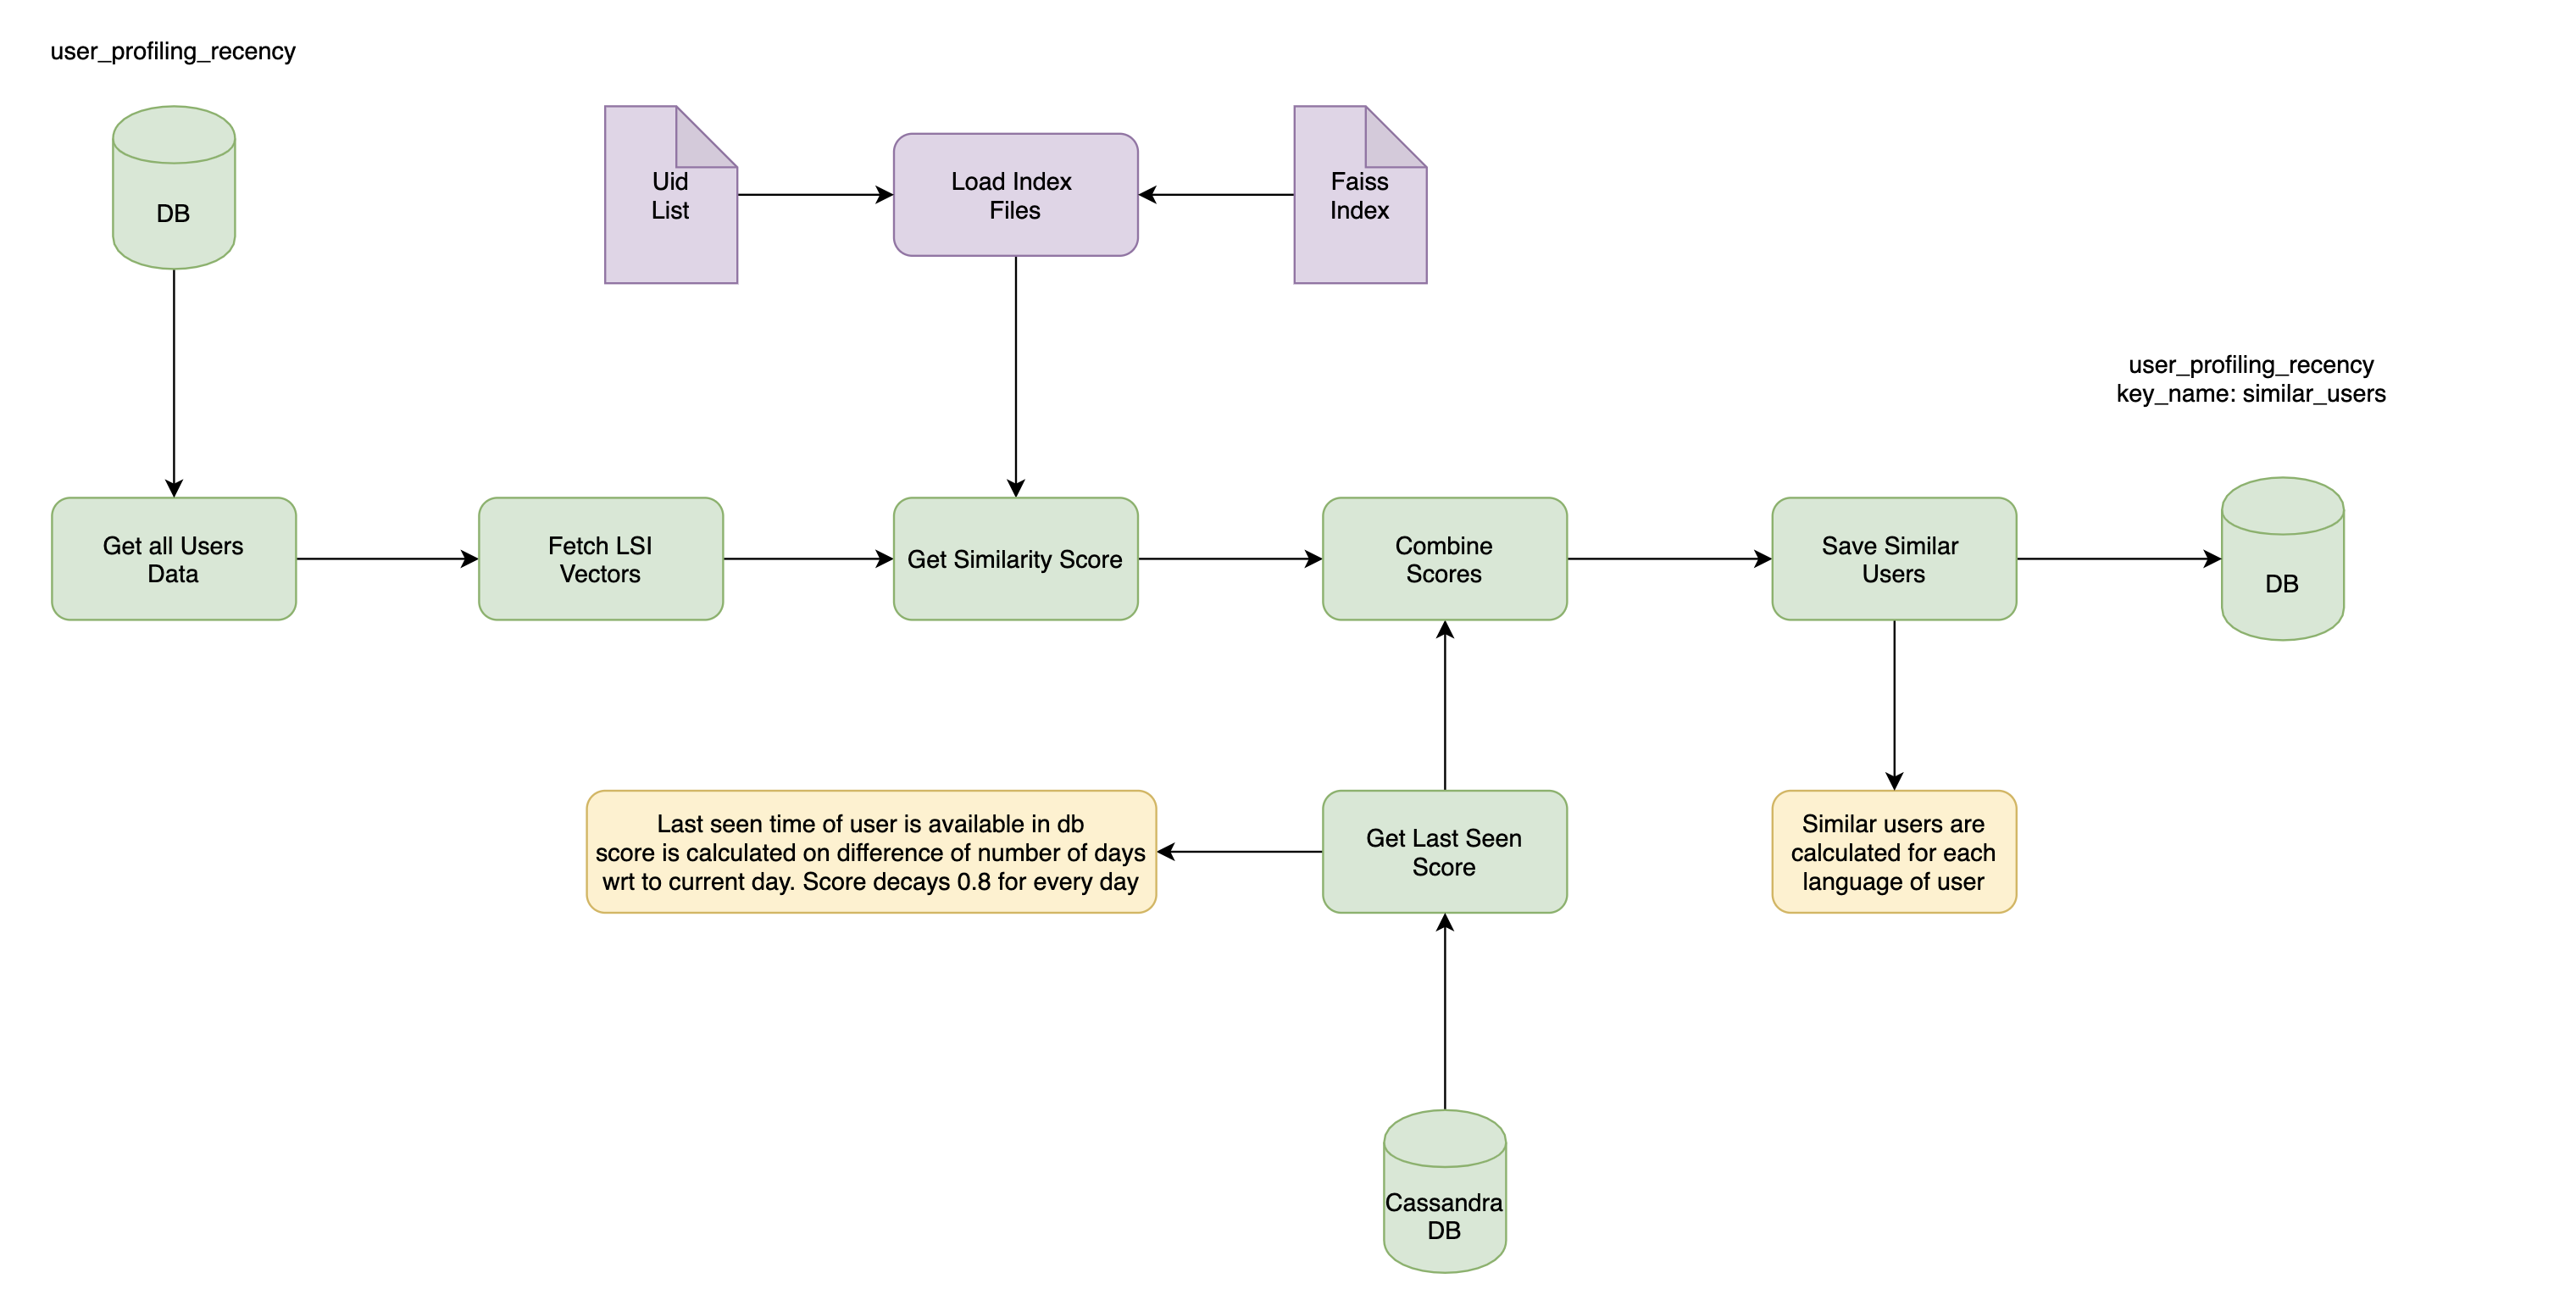 user_profiling_recency
DB
Uid
List
Load Index
Files
Faiss
Index
user_profiling_recency
key_name: similar_users
Get all Users
Data
Fetch LSI
Vectors
Get Similarity Score
Combine
Scores
Save Similar
Users
DB
Last seen time of user is available in db
score is calculated on difference of number of days
wrt to current day. Score decays 0.8 for every day
Get Last Seen
Score
Similar users are
calculated for each
language of user
Cassandra
DB